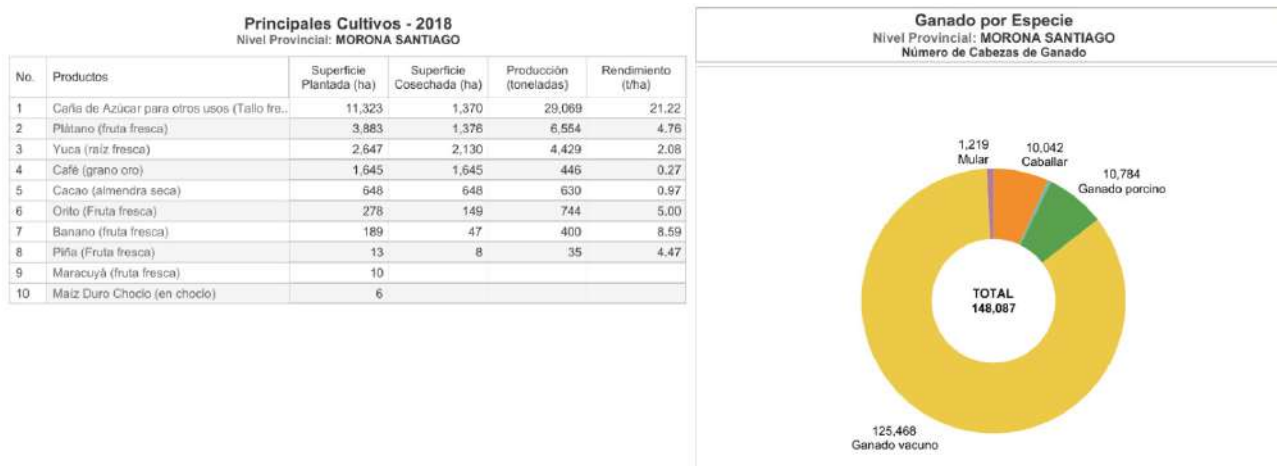 Principales Cultivos - 2018
Nivel Provincial: MORONA SANTIAGO
No. Productos Superficie Plantada (ha) Superficie Cosechada (ha) Producción (toneladas) Rendimiento (t/ha)
1 Caña de Azúcar para otros usos (Tallo fre.. 11,323 1,370 29,069 21.22
2 Plátano (fruta fresca) 3,883 1,376 6,554 4.76
3 Yuca (raíz fresca) 2,647 2,130 4,429 2.08
4 Café (grano oro) 1,645 1,645 446 0.27
5 Cacao (almendra seca) 648 648 630 0.97
6 Orito (Fruta fresca) 278 149 744 5.00
7 Banano (fruta fresca) 189 47 400 8.59
8 Piña (Fruta fresca) 13 8 35 4.47
9 Maracuyá (fruta fresca) 10
10 Maíz Duro Choclo (en choclo) 6
Ganado por Especie
Nivel Provincial: MORONA SANTIAGO
Número de Cabezas de Ganado
1,219
Mular
10,042
Caballar
10,784
Ganado porcino
TOTAL
148,087
125,468
Ganado vacuno